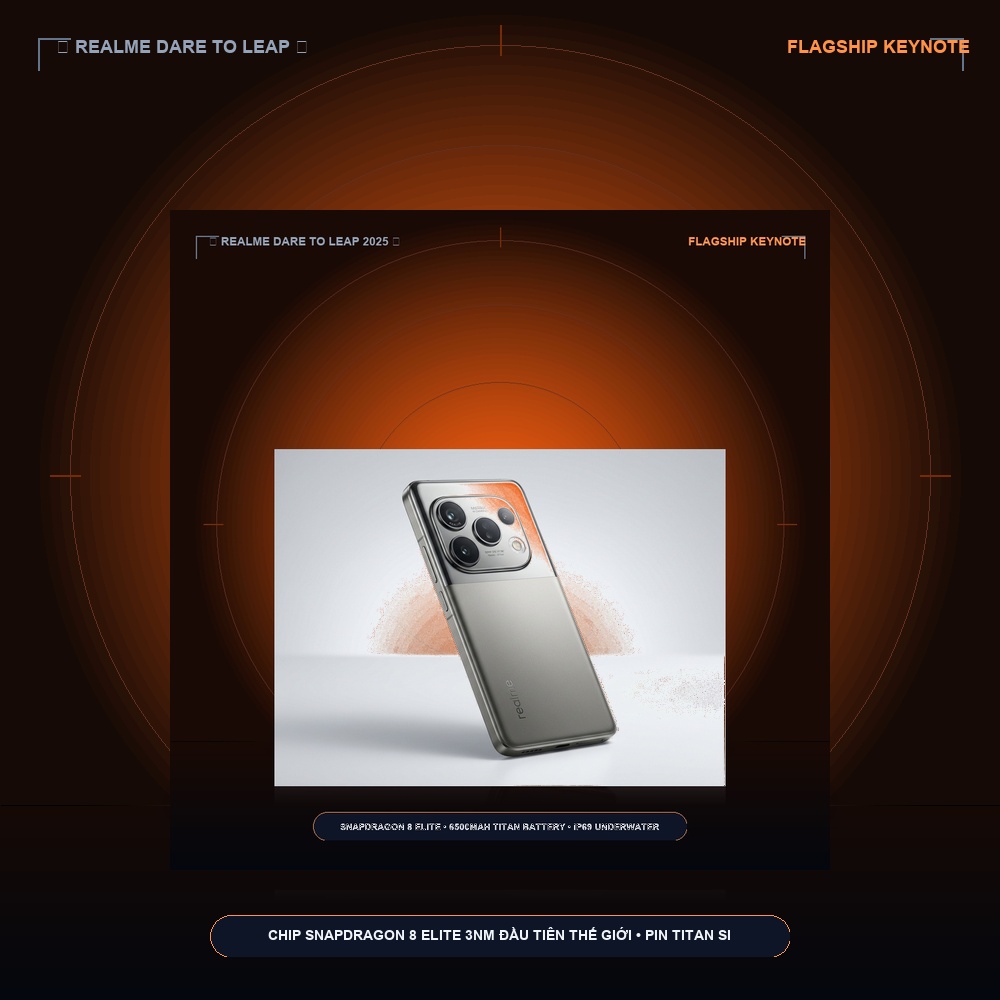 REALME DARE TO LEAP
FLAGSHIP KEYNOTE
REALME DARE TO LEAP 2025
FLAGSHIP KEYNOTE
realme
SNAPDRAGON 8 ELITE • 6500MAH TITAN BATTERY • IP69 UNDERWATER
CHIP SNAPDRAGON 8 ELITE 3NM ĐẦU TIÊN THẾ GIỚI • PIN TITAN SI